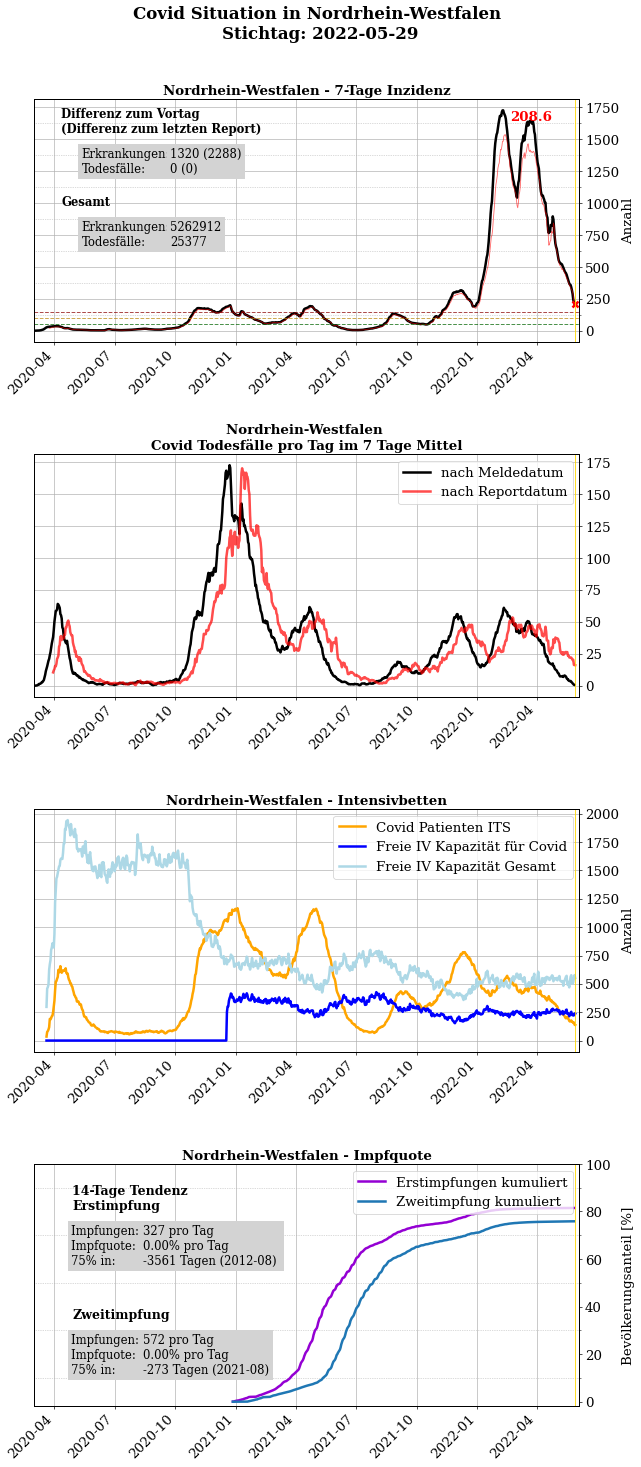 Covid Situation in Nordrhein-Westfalen
Stichtag: 2022-05-29
Nordrhein-Westfalen - 7-Tage Inzidenz
Differenz zum Vortag
(Differenz zum letzten Report)
Erkrankungen 1320 (2288)
Todesfälle: 0 (0)
Gesamt
Erkrankungen 5262912
Todesfälle: 25377
208.6
1750
1500
1250
1000
750
500
250
0
Anzahl
2020-04 2020-07 2020-10 2021-01 2021-04 2021-07 2021-10 2022-01 2022-04
Nordrhein-Westfalen
Covid Todesfälle pro Tag im 7 Tage Mittel
nach Meldedatum
nach Reportdatum
175
150
125
100
75
50
25
0
2020-04 2020-07 2020-10 2021-01 2021-04 2021-07 2021-10 2022-01 2022-04
Nordrhein-Westfalen - Intensivbetten
Covid Patienten ITS
Freie IV Kapazität für Covid
Freie IV Kapazität Gesamt
2000
1750
1500
1250
1000
750
500
250
0
Anzahl
2020-04 2020-07 2020-10 2021-01 2021-04 2021-07 2021-10 2022-01 2022-04
Nordrhein-Westfalen - Impfquote
14-Tage Tendenz
Erstimpfung
Impfungen: 327 pro Tag
Impfquote: 0.00% pro Tag
75% in: -3561 Tagen (2012-08)
Zweitimpfung
Impfungen: 572 pro Tag
Impfquote: 0.00% pro Tag
75% in: -273 Tagen (2021-08)
Erstimpfungen kumuliert
Zweitimpfung kumuliert
100
80
60
40
20
0
Bevölkerungsanteil [%]
2020-04 2020-07 2020-10 2021-01 2021-04 2021-07 2021-10 2022-01 2022-04